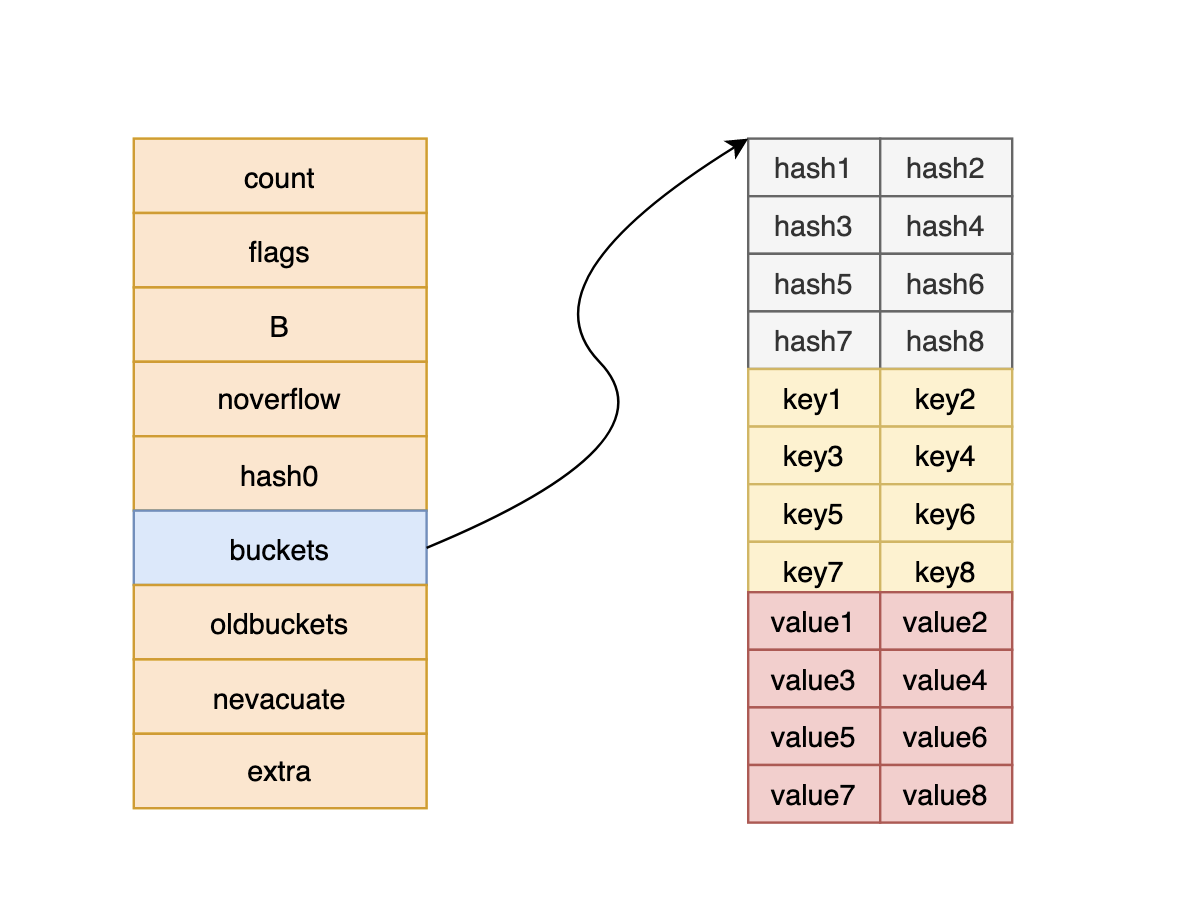 count
flags
B
noverflow
hash0
buckets
oldbuckets
nevacuate
extra
hash1 hash2
hash3 hash4
hash5 hash6
hash7 hash8
key1 key2
key3 key4
key5 key6
key7 key8
value1 value2
value3 value4
value5 value6
value7 value8